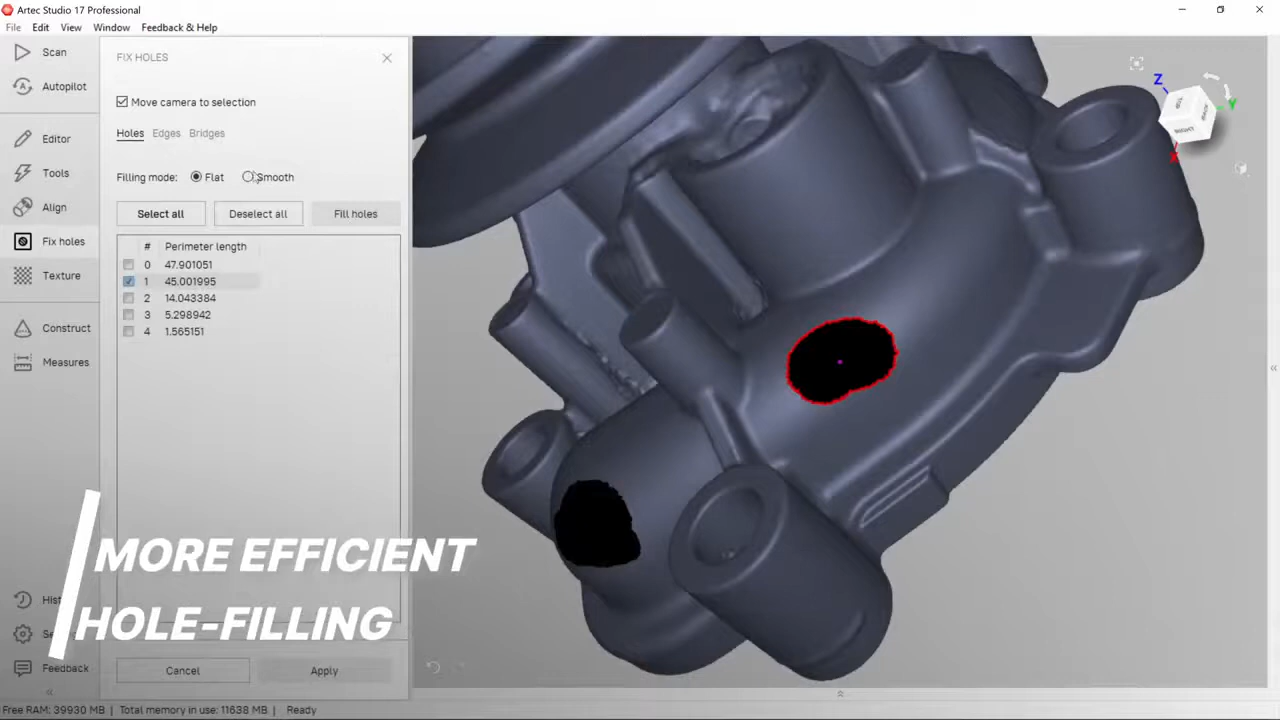 Artec Studio 17 Professional
File Edit View Window Feedback & Help
Scan
Autopilot
Editor
Tools
Align
Fix holes
Texture
Construct
Measures
Feedback
FIX HOLES
Move camera to selection
Holes Edges Bridges
Filling mode: Flat Smooth
Select all Deselect all Fill holes
# Perimeter length
0 47.901051
1 45.001995
2 14.043384
3 5.298942
4 1.565151
MORE EFFICIENT
HOLE-FILLING
Cancel Apply
Z
Y
X
RIGHT
Free RAM: 39930 MB | Total memory in use: 11638 MB | Ready